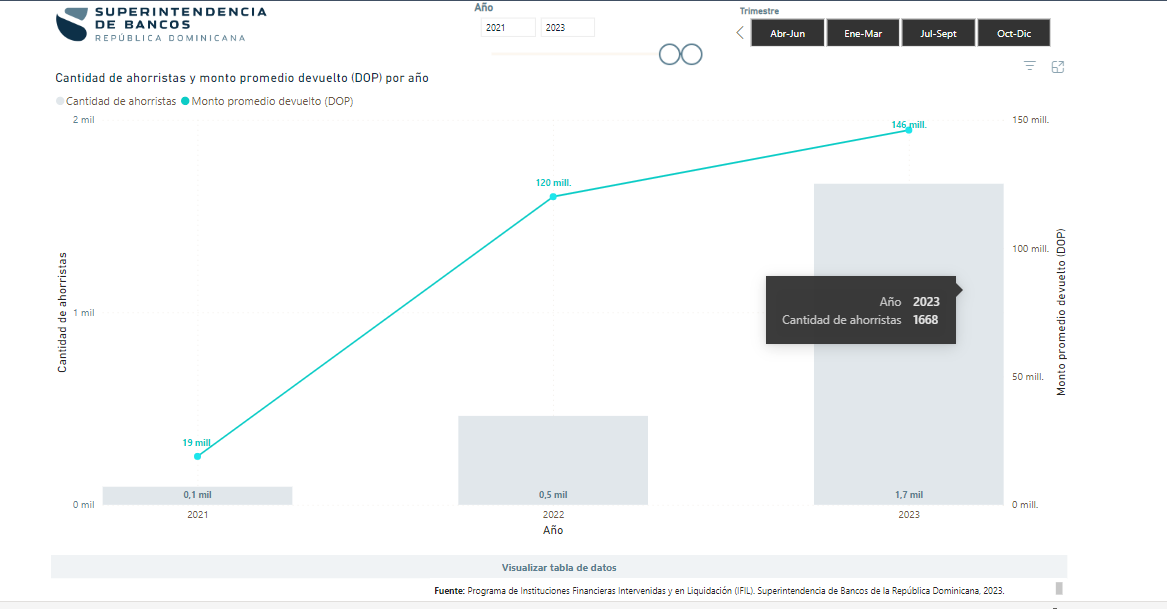 SUPERINTENDENCIA
DE BANCOS
REPÚBLICA DOMINICANA
Año
2021
2023
Trimestre
Abr-Jun
Ene-Mar
Jul-Sept
Oct-Dic
Cantidad de ahorristas y monto promedio devuelto (DOP) por año
Cantidad de ahorristas
Monto promedio devuelto (DOP)
2 mil
1 mil
0 mil
Cantidad de ahorristas
150 mill.
100 mill.
50 mill.
0 mill.
Monto promedio devuelto (DOP)
19 mill.
120 mill.
146 mill.
Año 2023
Cantidad de ahorristas 1668
0,1 mil
0,5 mil
1,7 mil
2021
2022
2023
Año
Visualizar tabla de datos
Fuente: Programa de Instituciones Financieras Intervenidas y en Liquidación (IFIL). Superintendencia de Bancos de la República Dominicana, 2023.